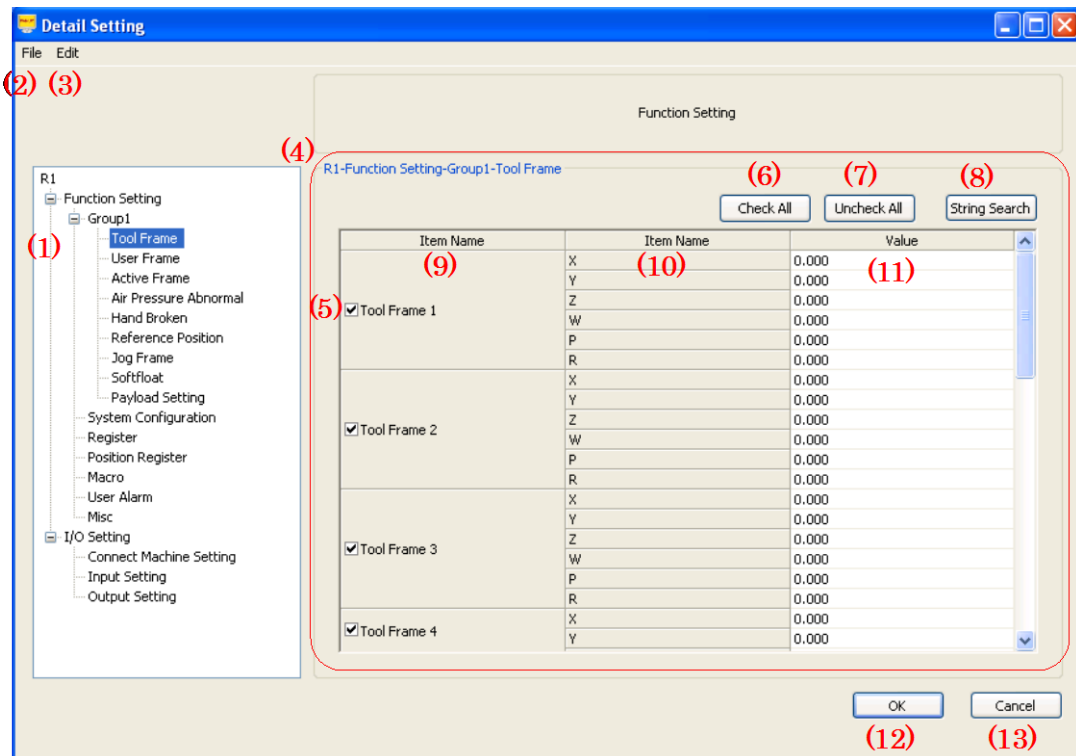 Detail Setting
File Edit
(2) (3)
Function Setting
(4)
R1-Function Setting-Group1-Tool Frame
(6) (7) (8)
Check All Uncheck All String Search
R1
Function Setting
Group1
(1)
Tool Frame
User Frame
Active Frame
Air Pressure Abnormal
Hand Broken
Reference Position
Jog Frame
Softfloat
Payload Setting
System Configuration
Register
Position Register
Macro
User Alarm
Misc
I/O Setting
Connect Machine Setting
Input Setting
Output Setting
Item Name Item Name Value
(9) (10) (11)
(5)
Tool Frame 1
X 0.000
Y 0.000
Z 0.000
W 0.000
P 0.000
R 0.000
Tool Frame 2
X 0.000
Y 0.000
Z 0.000
W 0.000
P 0.000
R 0.000
Tool Frame 3
X 0.000
Y 0.000
Z 0.000
W 0.000
P 0.000
R 0.000
Tool Frame 4
X 0.000
Y 0.000
OK Cancel
(12) (13)